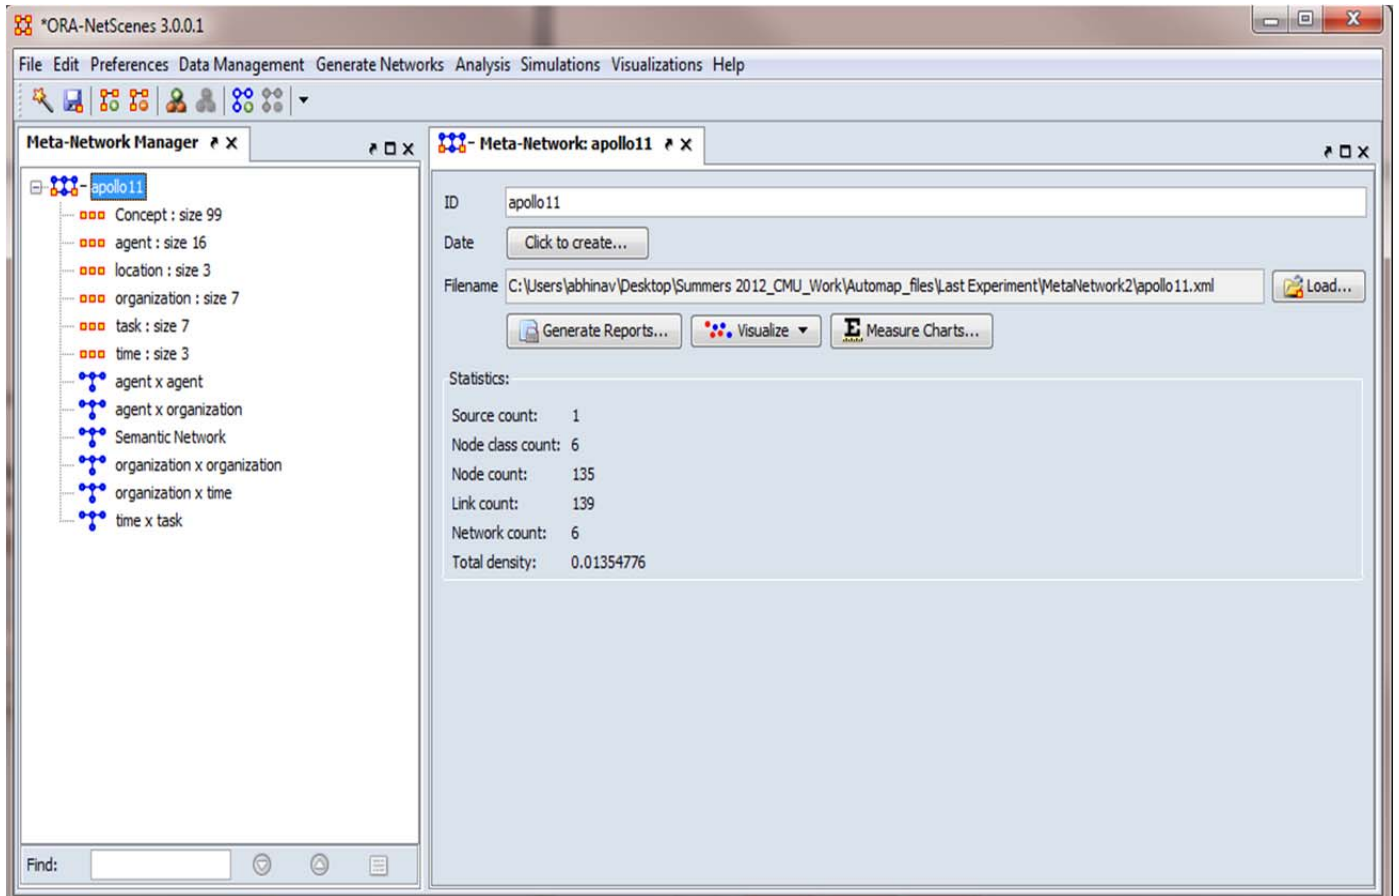 *ORA-NetScenes 3.0.0.1
File Edit Preferences Data Management Generate Networks Analysis Simulations Visualizations Help
Meta-Network Manager
- apollo11
Concept : size 99
agent : size 16
location : size 3
organization : size 7
task : size 7
time : size 3
agent x agent
agent x organization
Semantic Network
organization x organization
organization x time
time x task
Find:
- Meta-Network: apollo11
ID apollo11
Date Click to create...
Filename C:\Users\abhinav\Desktop\Summers 2012_CMU_Work\Automap_files\Last Experiment\MetaNetwork2\apollo11.xml Load...
Generate Reports... Visualize E Measure Charts...
Statistics:
Source count: 1
Node class count: 6
Node count: 135
Link count: 139
Network count: 6
Total density: 0.01354776